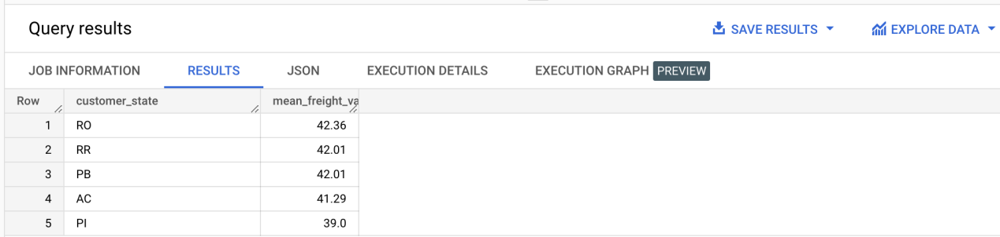 Query results
SAVE RESULTS
EXPLORE DATA
JOB INFORMATION RESULTS JSON EXECUTION DETAILS EXECUTION GRAPH PREVIEW
Row customer_state mean_freight_va
1 RO 42.36
2 RR 42.01
3 PB 42.01
4 AC 41.29
5 PI 39.0